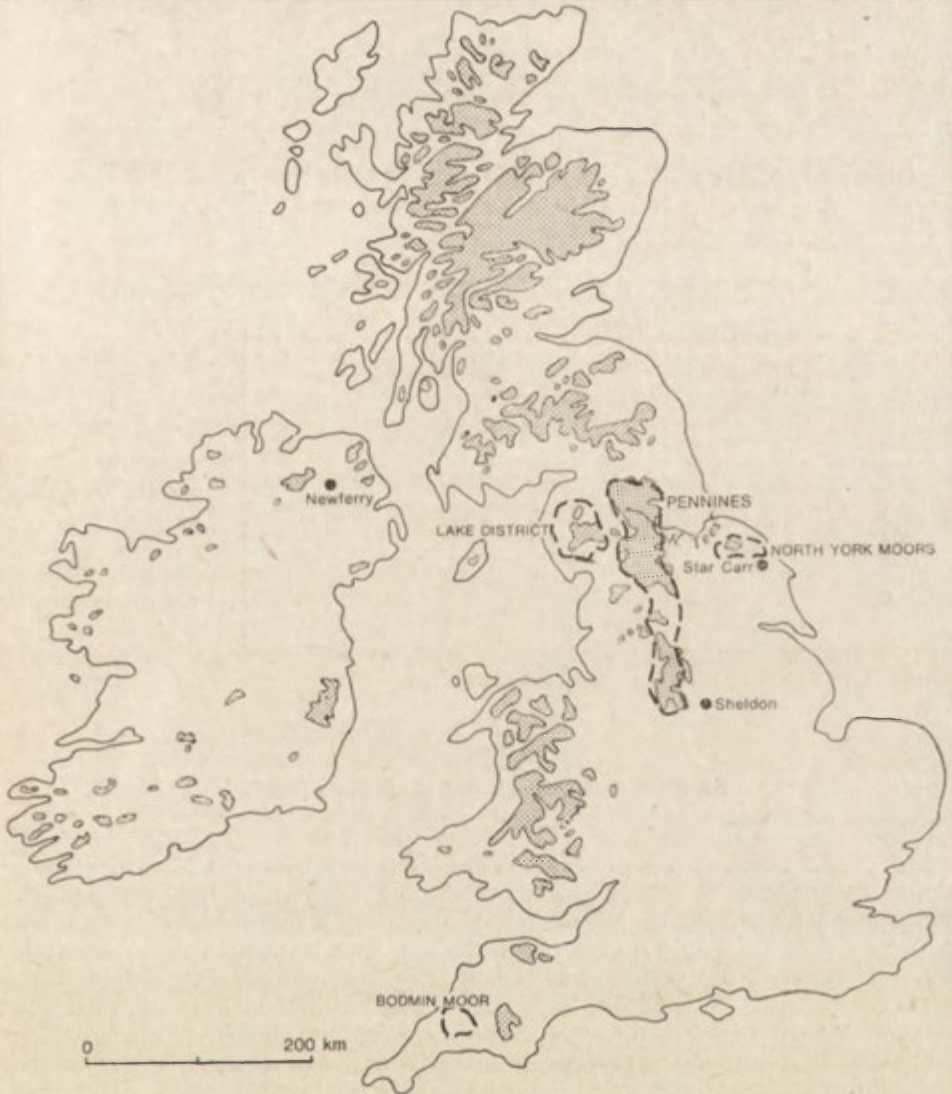 Newferry
PENNINES
LAKE DISTRICT
NORTH YORK MOORS
Star Carr
Sheldon
BODMIN MOOR
0 200 km